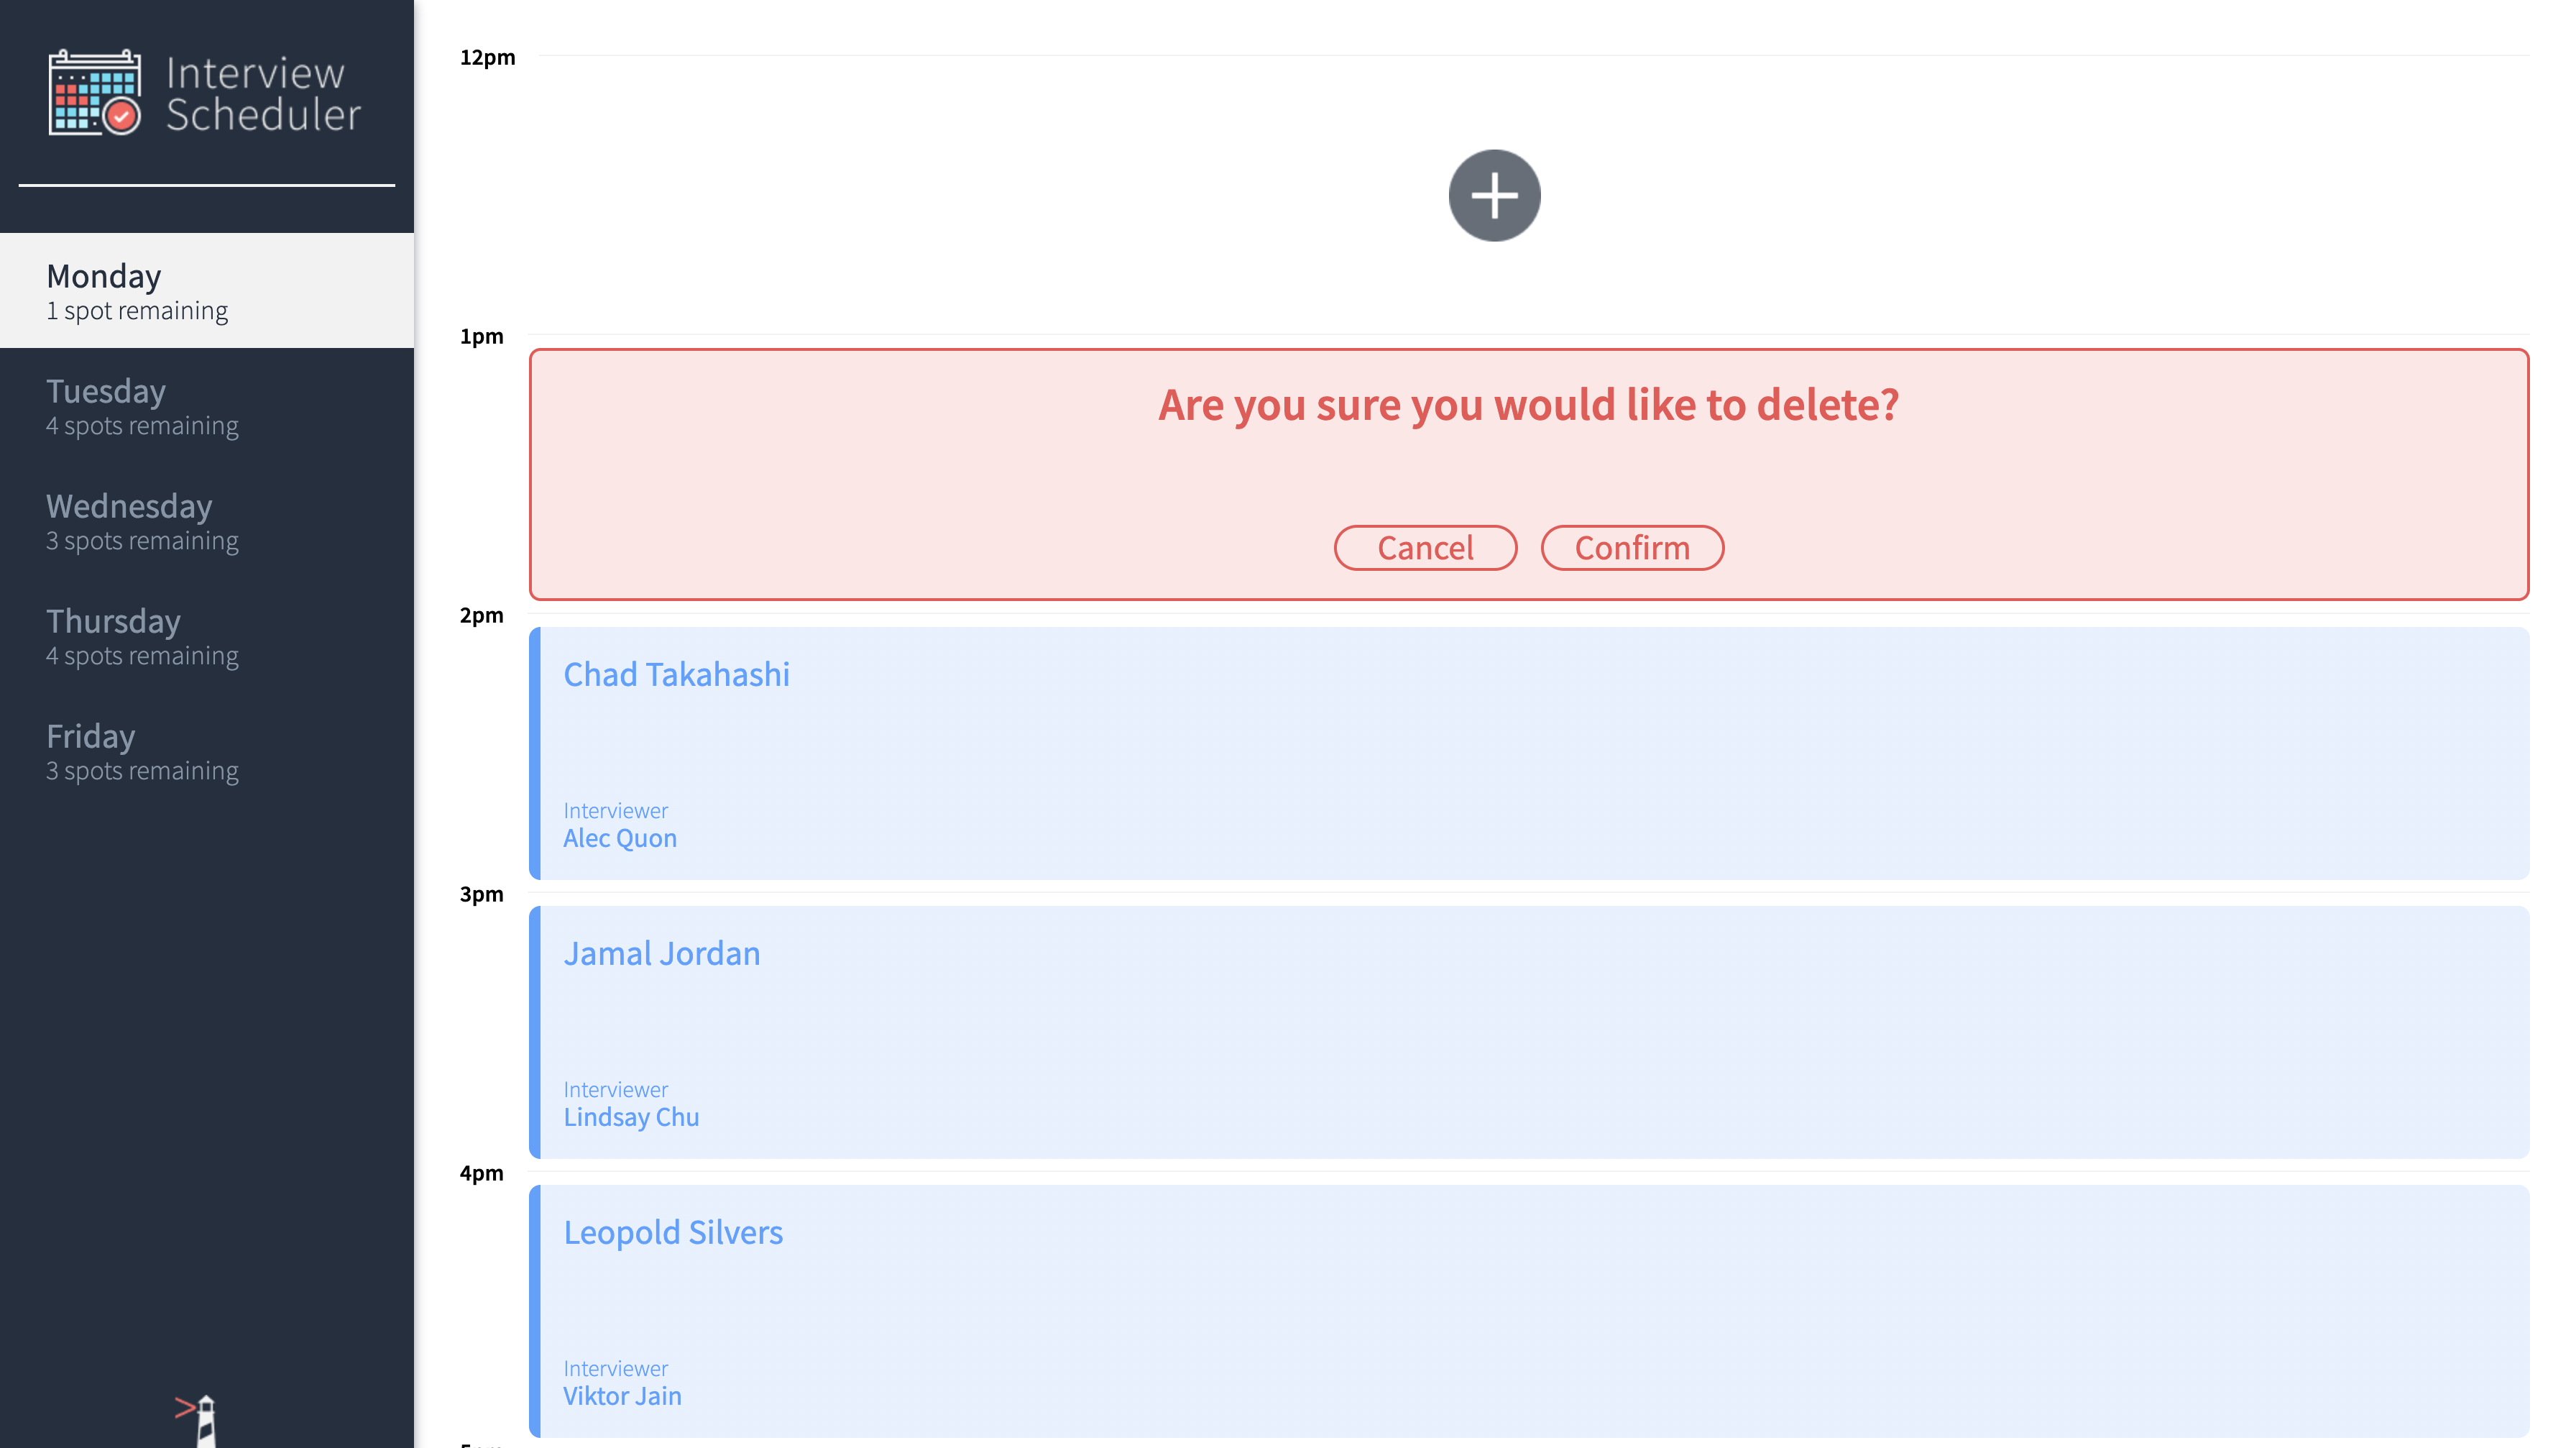 Interview
Scheduler
Monday
1 spot remaining
Tuesday
4 spots remaining
Wednesday
3 spots remaining
Thursday
4 spots remaining
Friday
3 spots remaining
12pm
1pm
Are you sure you would like to delete?
Cancel Confirm
2pm
Chad Takahashi
Interviewer
Alec Quon
3pm
Jamal Jordan
Interviewer
Lindsay Chu
4pm
Leopold Silvers
Interviewer
Viktor Jain